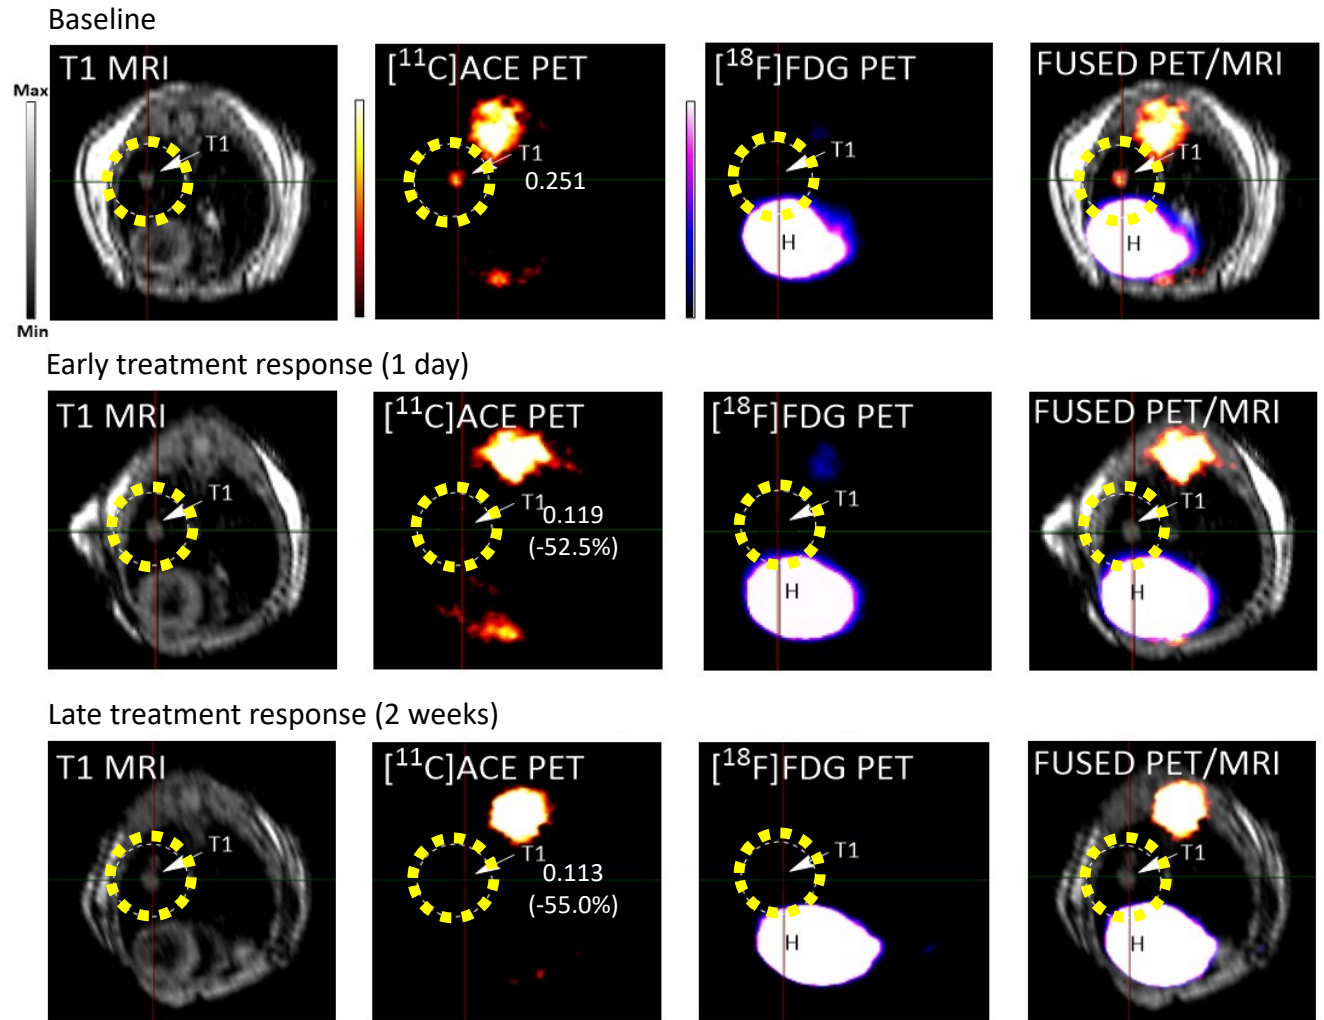 Baseline
T1 MRI
[¹¹C]ACE PET
[¹⁸F]FDG PET
FUSED PET/MRI
Max
Min
T1
T1
0.251
T1
H
T1
H
Early treatment response (1 day)
T1 MRI
[¹¹C]ACE PET
[¹⁸F]FDG PET
FUSED PET/MRI
T1
T1
0.119
(-52.5%)
T1
H
T1
H
Late treatment response (2 weeks)
T1 MRI
[¹¹C]ACE PET
[¹⁸F]FDG PET
FUSED PET/MRI
T1
T1
0.113
(-55.0%)
T1
H
T1
H